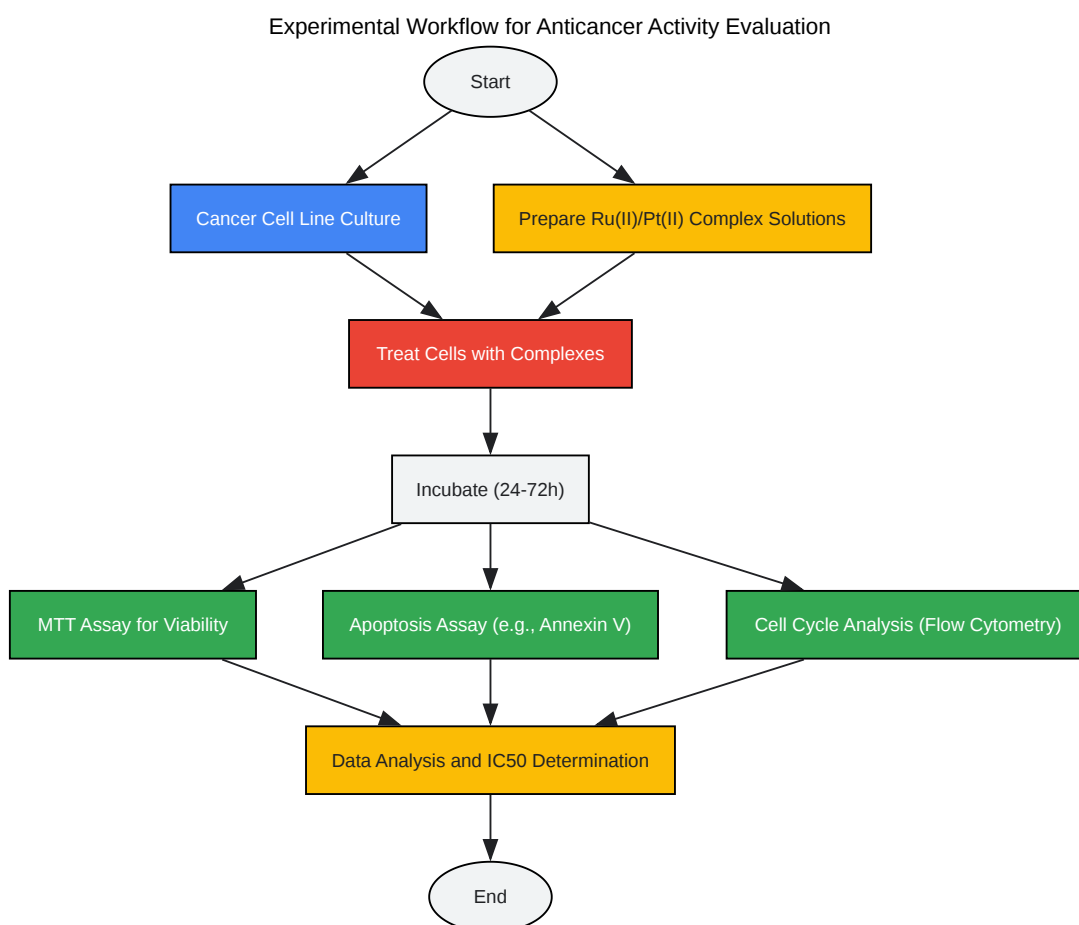 Experimental Workflow for Anticancer Activity Evaluation
Start
Cancer Cell Line Culture
Prepare Ru(II)/Pt(II) Complex Solutions
Treat Cells with Complexes
Incubate (24-72h)
MTT Assay for Viability
Apoptosis Assay (e.g., Annexin V)
Cell Cycle Analysis (Flow Cytometry)
Data Analysis and IC50 Determination
End